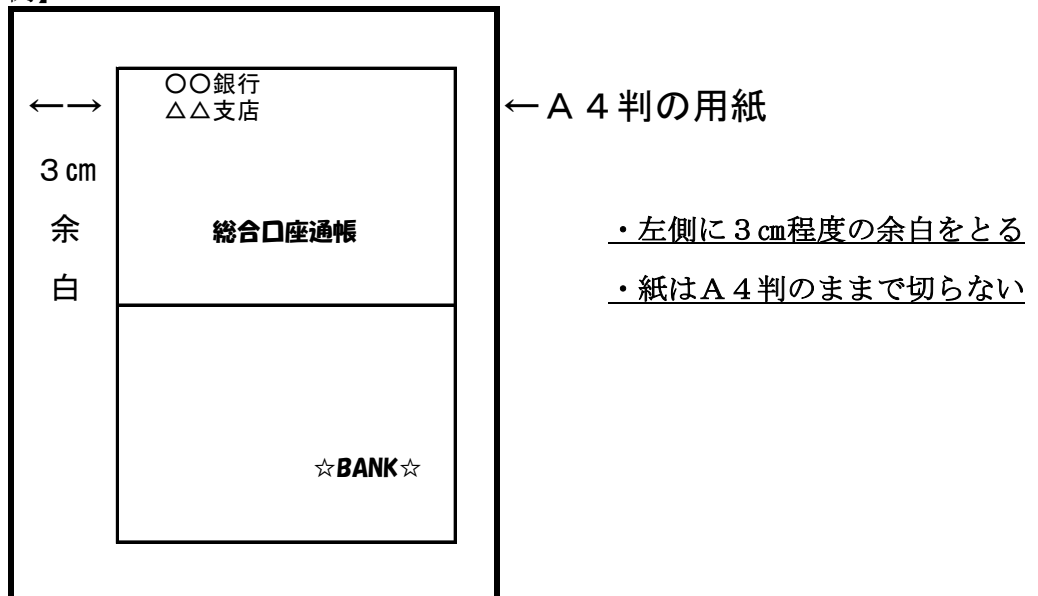 〇〇銀行
△△支店
←→
3㎝
余
白
総合口座通帳
☆BANK☆
←A4判の用紙
・左側に3㎝程度の余白をとる
・紙はA4判のままで切らない